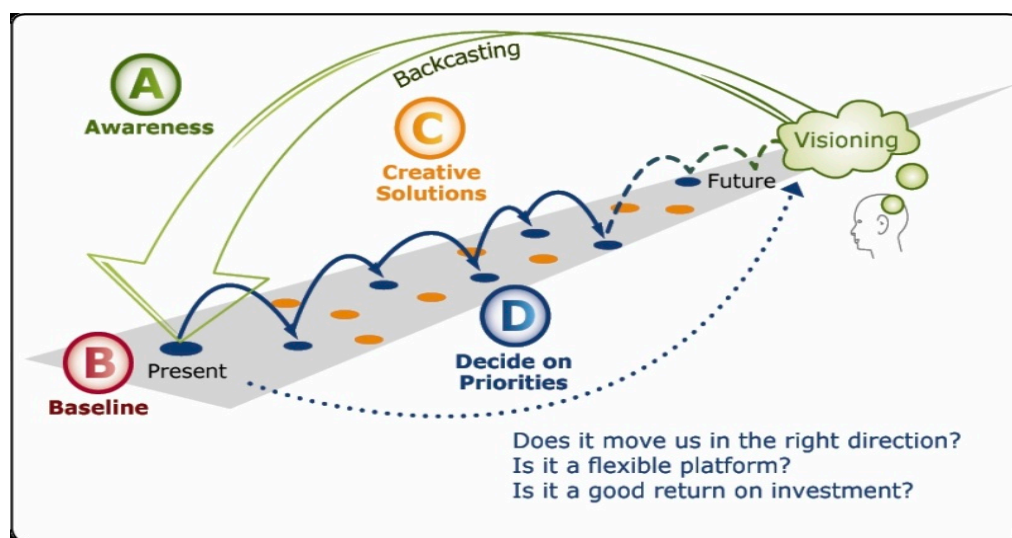 A
Awareness
Backcasting
C
Creative
Solutions
Visioning
Future
B
Baseline
Present
D
Decide on
Priorities
Does it move us in the right direction?
Is it a flexible platform?
Is it a good return on investment?